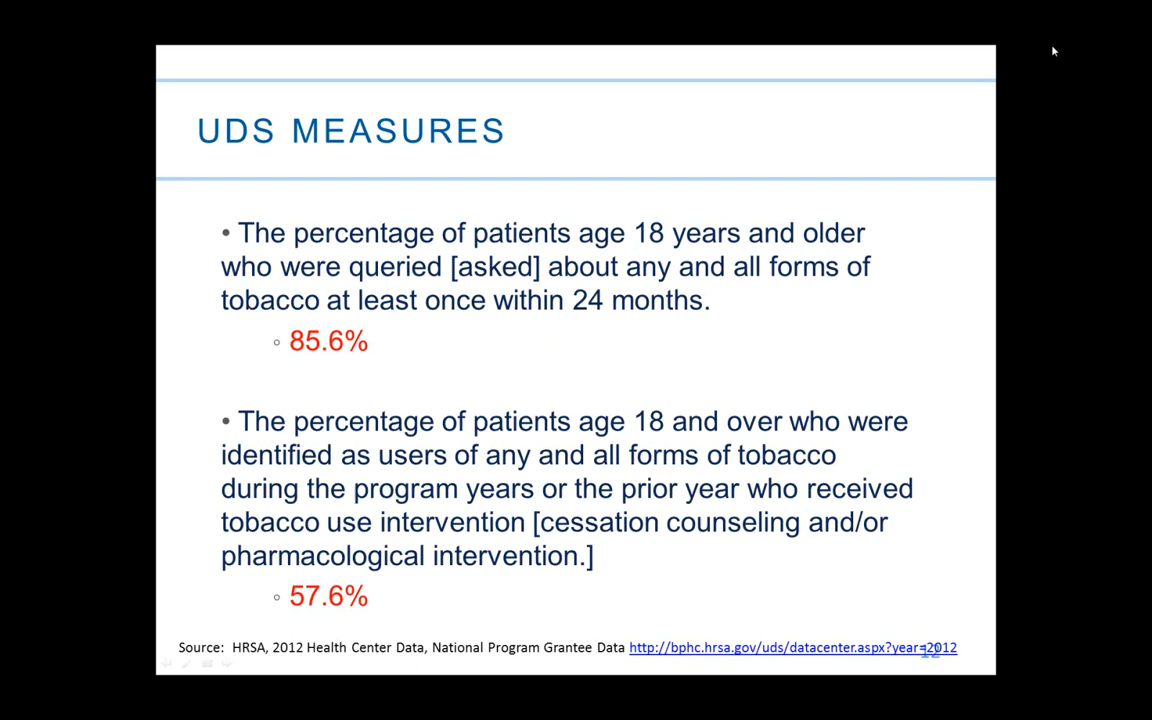 UDS MEASURES
• The percentage of patients age 18 years and older
who were queried [asked] about any and all forms of
tobacco at least once within 24 months.
◦ 85.6%
• The percentage of patients age 18 and over who were
identified as users of any and all forms of tobacco
during the program years or the prior year who received
tobacco use intervention [cessation counseling and/or
pharmacological intervention.]
◦ 57.6%
Source: HRSA, 2012 Health Center Data, National Program Grantee Data http://bphc.hrsa.gov/uds/datacenter.aspx?year=2012
12